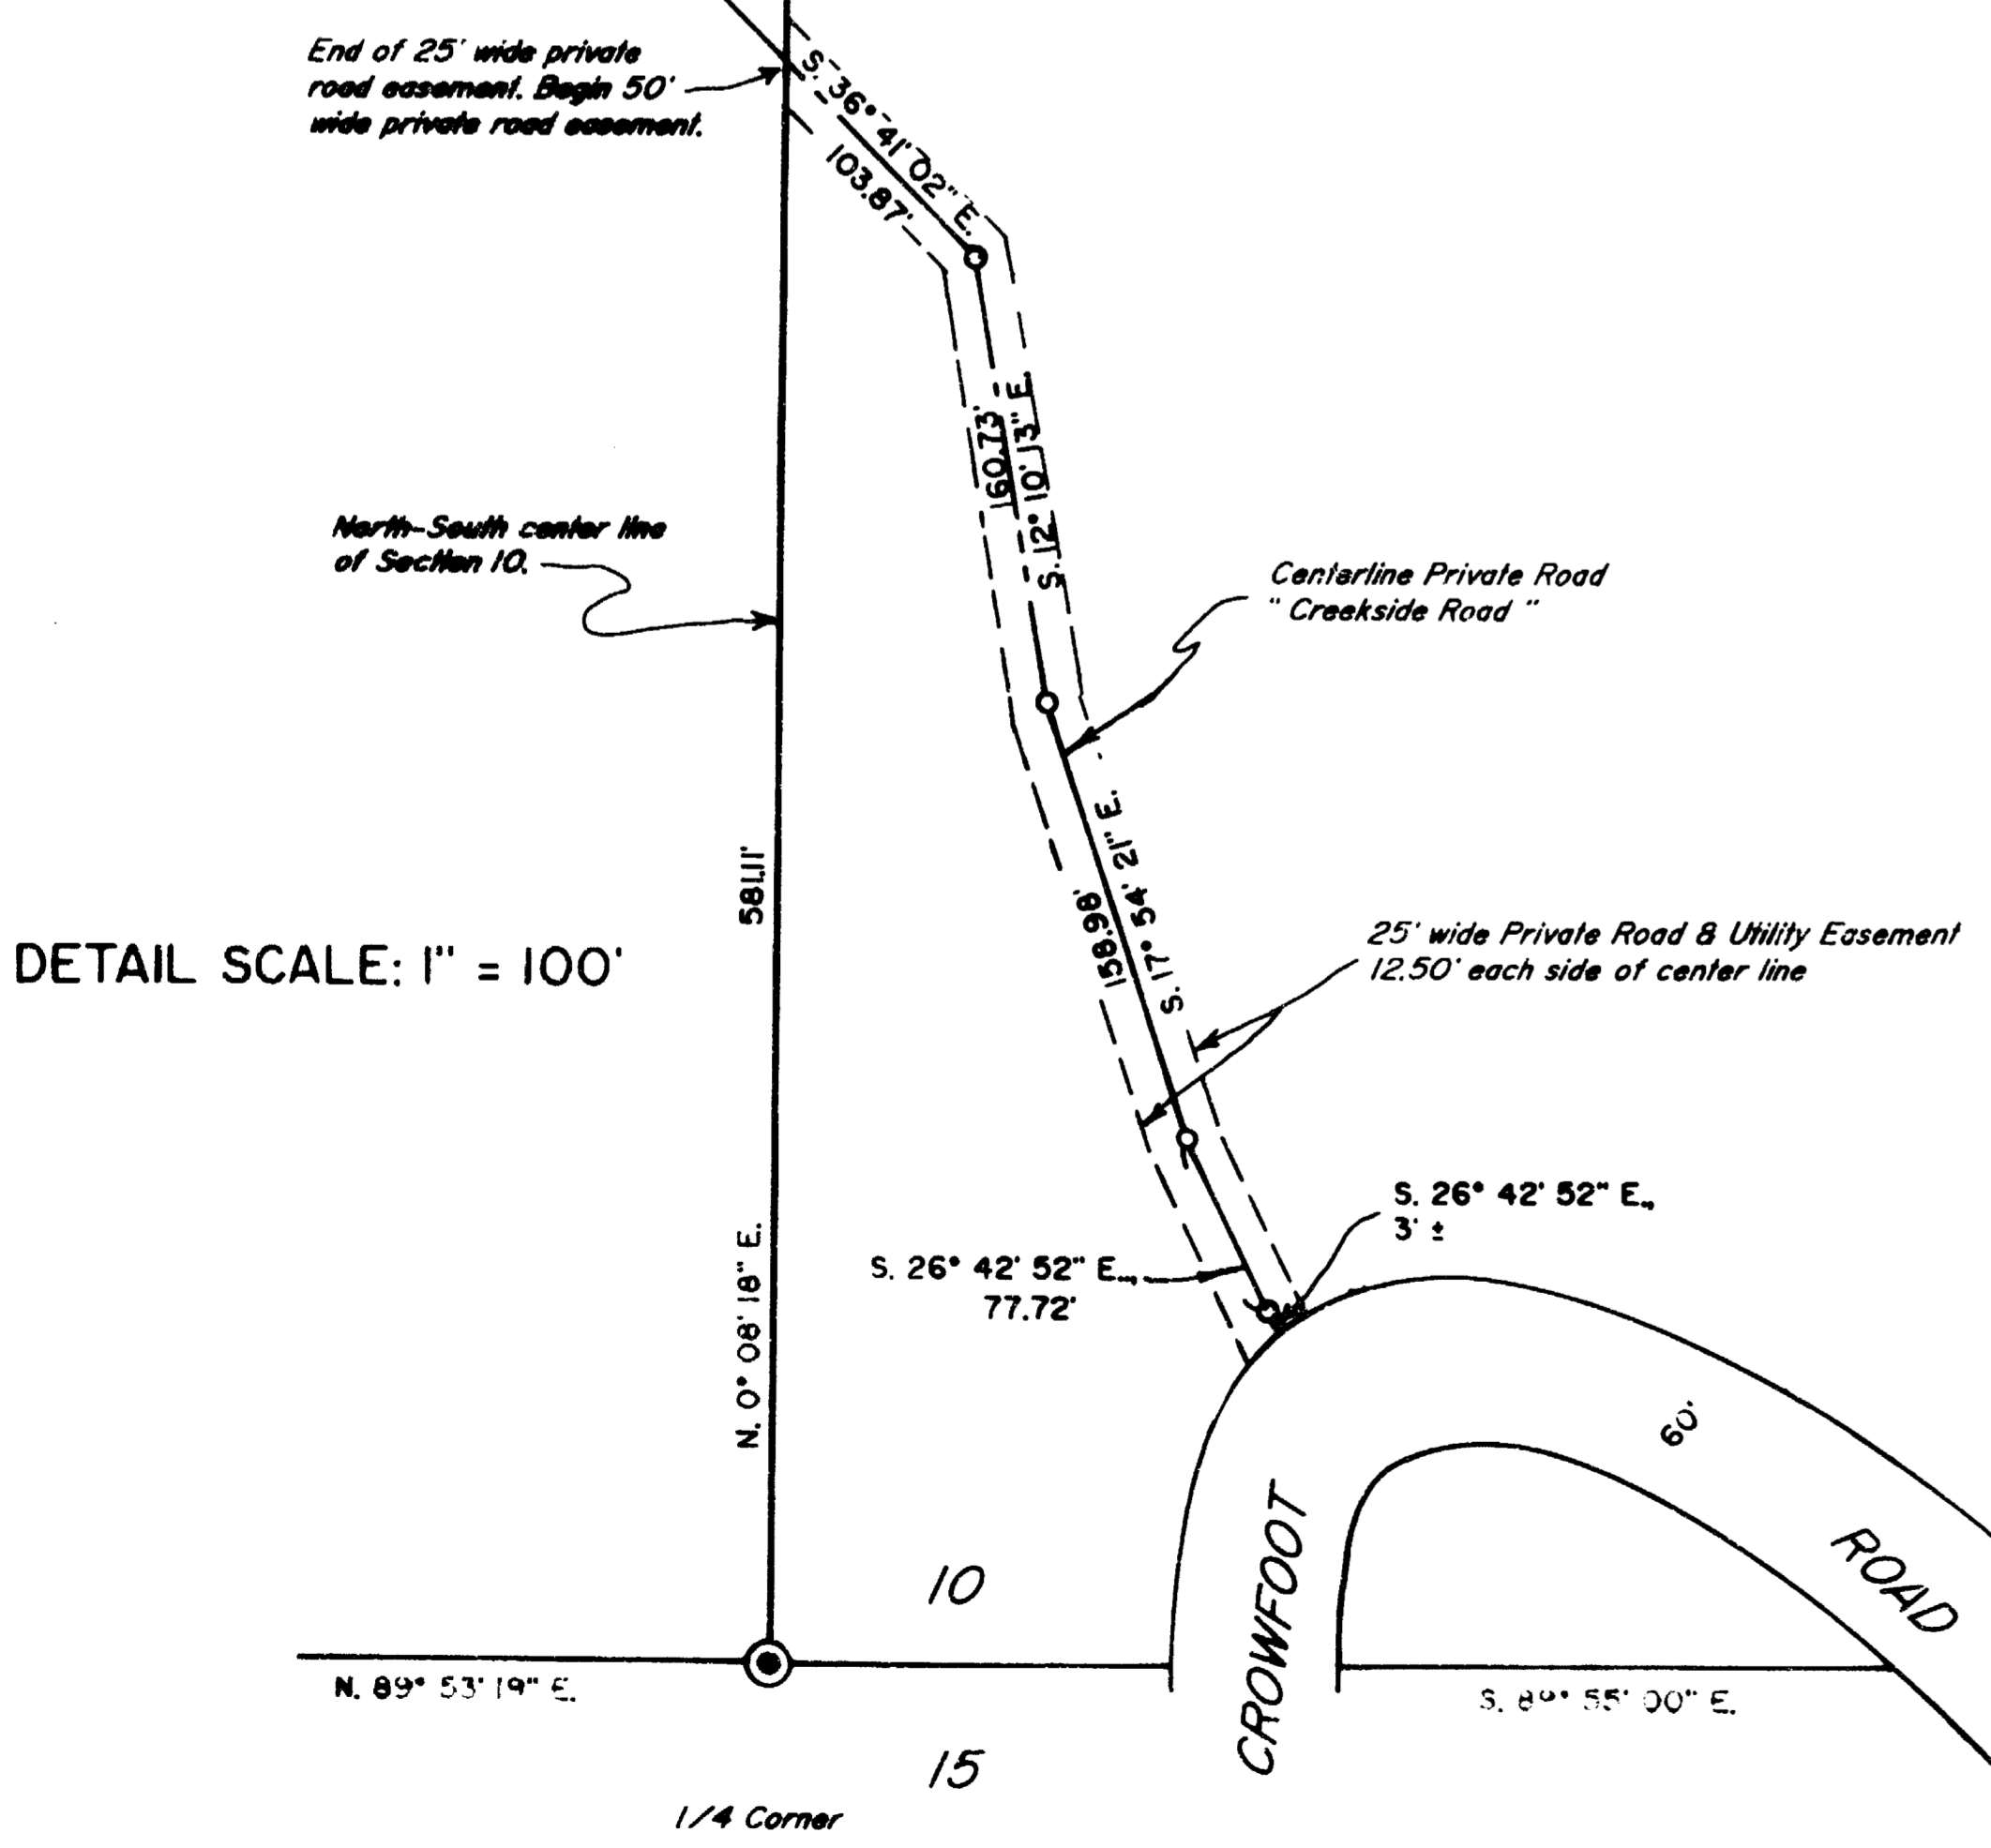 End of 25' wide private
road easement. Begin 50'
wide private road easement.
S. 36° 41' 02" E.
103.87'
160.73'
S. 12° 10' 13" E.
North-South center line
of Section 10.
Centerline Private Road
" Creekside Road "
581.11'
N. 0° 08' 18" E.
DETAIL SCALE: 1" = 100'
158.98'
S. 17° 54' 21" E.
25' wide Private Road & Utility Easement
12.50' each side of center line
S. 26° 42' 52" E.,
3' ±
S. 26° 42' 52" E.,
77.72'
60'
CROWFOOT
ROAD
10
N. 89° 53' 19" E.
S. 89° 55' 00" E.
15
1/4 Corner